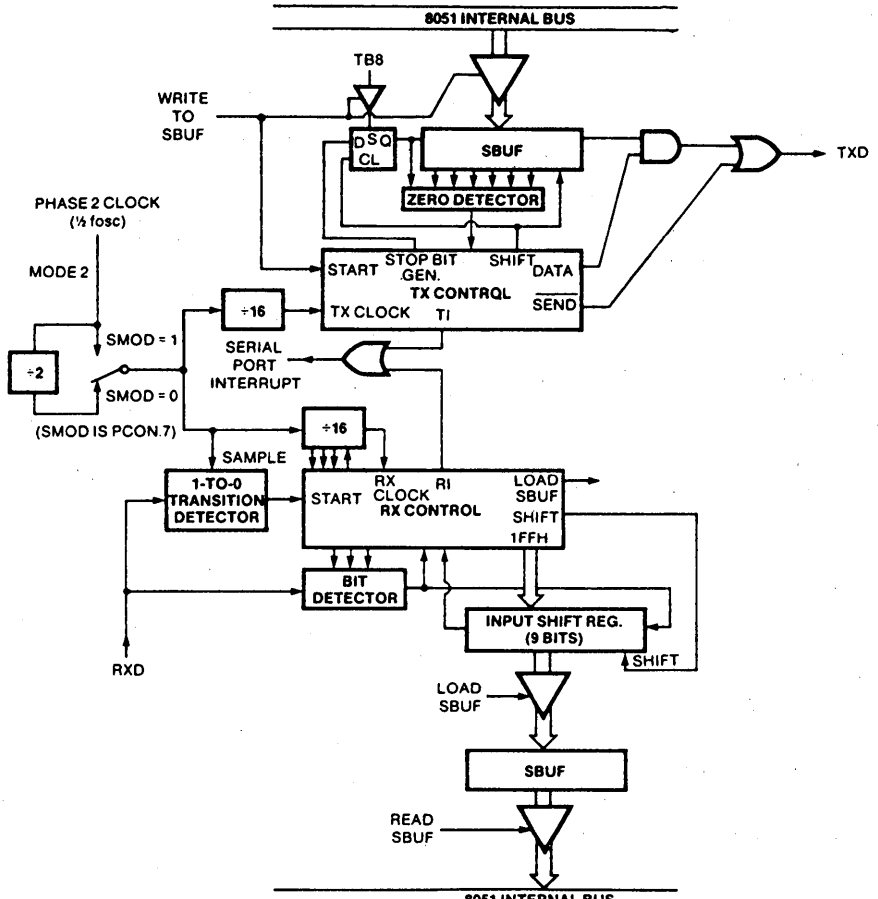 8051 INTERNAL BUS
TB8
WRITE
TO
SBUF
D S Q
CL
SBUF
TXD
ZERO DETECTOR
PHASE 2 CLOCK
(½ fosc)
MODE 2
START
STOP BIT
GEN.
SHIFT
DATA
TX CONTROL
SEND
TX CLOCK
TI
÷16
SMOD = 1
÷2
SMOD = 0
(SMOD IS PCON.7)
SERIAL
PORT
INTERRUPT
÷16
SAMPLE
1-TO-0
TRANSITION
DETECTOR
START
RX
CLOCK
RI
RX CONTROL
LOAD
SBUF
SHIFT
1FFH
BIT
DETECTOR
INPUT SHIFT REG.
(9 BITS)
SHIFT
RXD
LOAD
SBUF
SBUF
READ
SBUF
8051 INTERNAL BUS